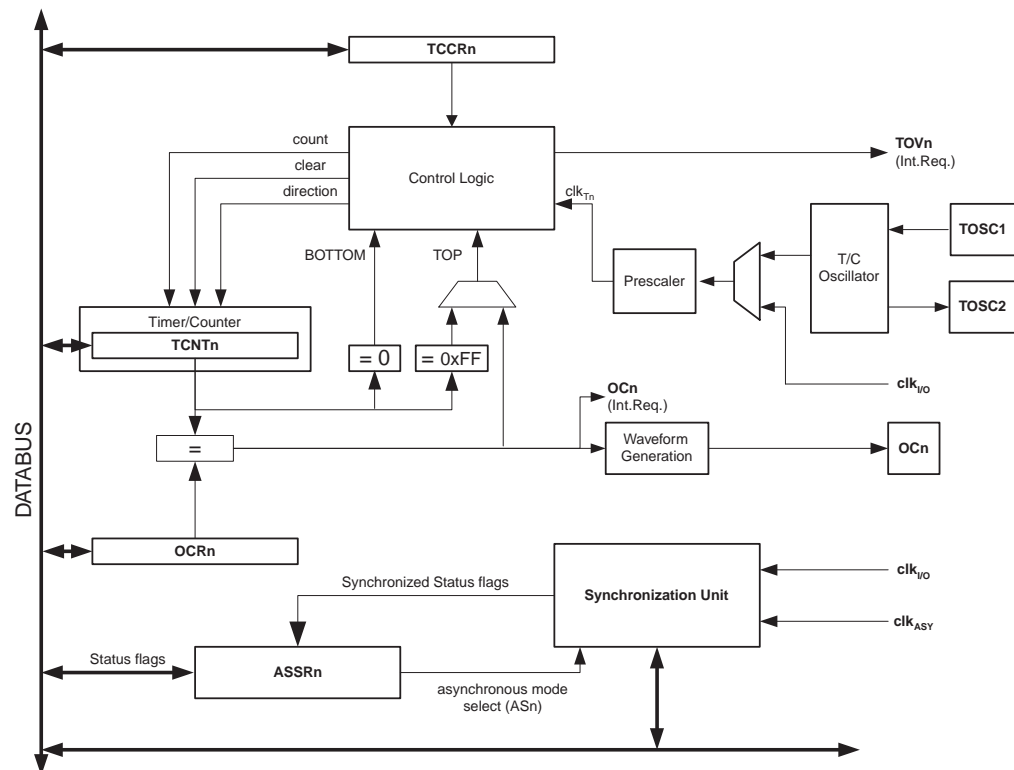 TCCRn
count
clear
direction
Control Logic
TOVn
(Int.Req.)
clkTn
BOTTOM
TOP
Prescaler
T/C
Oscillator
TOSC1
TOSC2
Timer/Counter
TCNTn
= 0
= 0xFF
clkI/O
OCn
(Int.Req.)
=
Waveform
Generation
OCn
DATABUS
OCRn
Synchronized Status flags
Synchronization Unit
clkI/O
clkASY
Status flags
ASSRn
asynchronous mode
select (ASn)